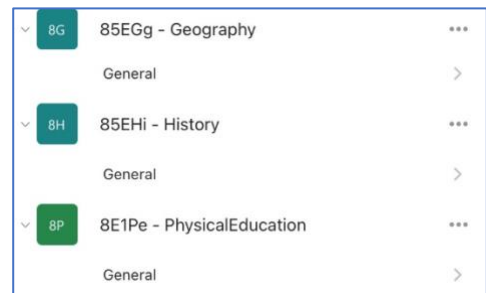 8G 85EGg - Geography
General
8H 85EHi - History
General
8P 8E1Pe - PhysicalEducation
General